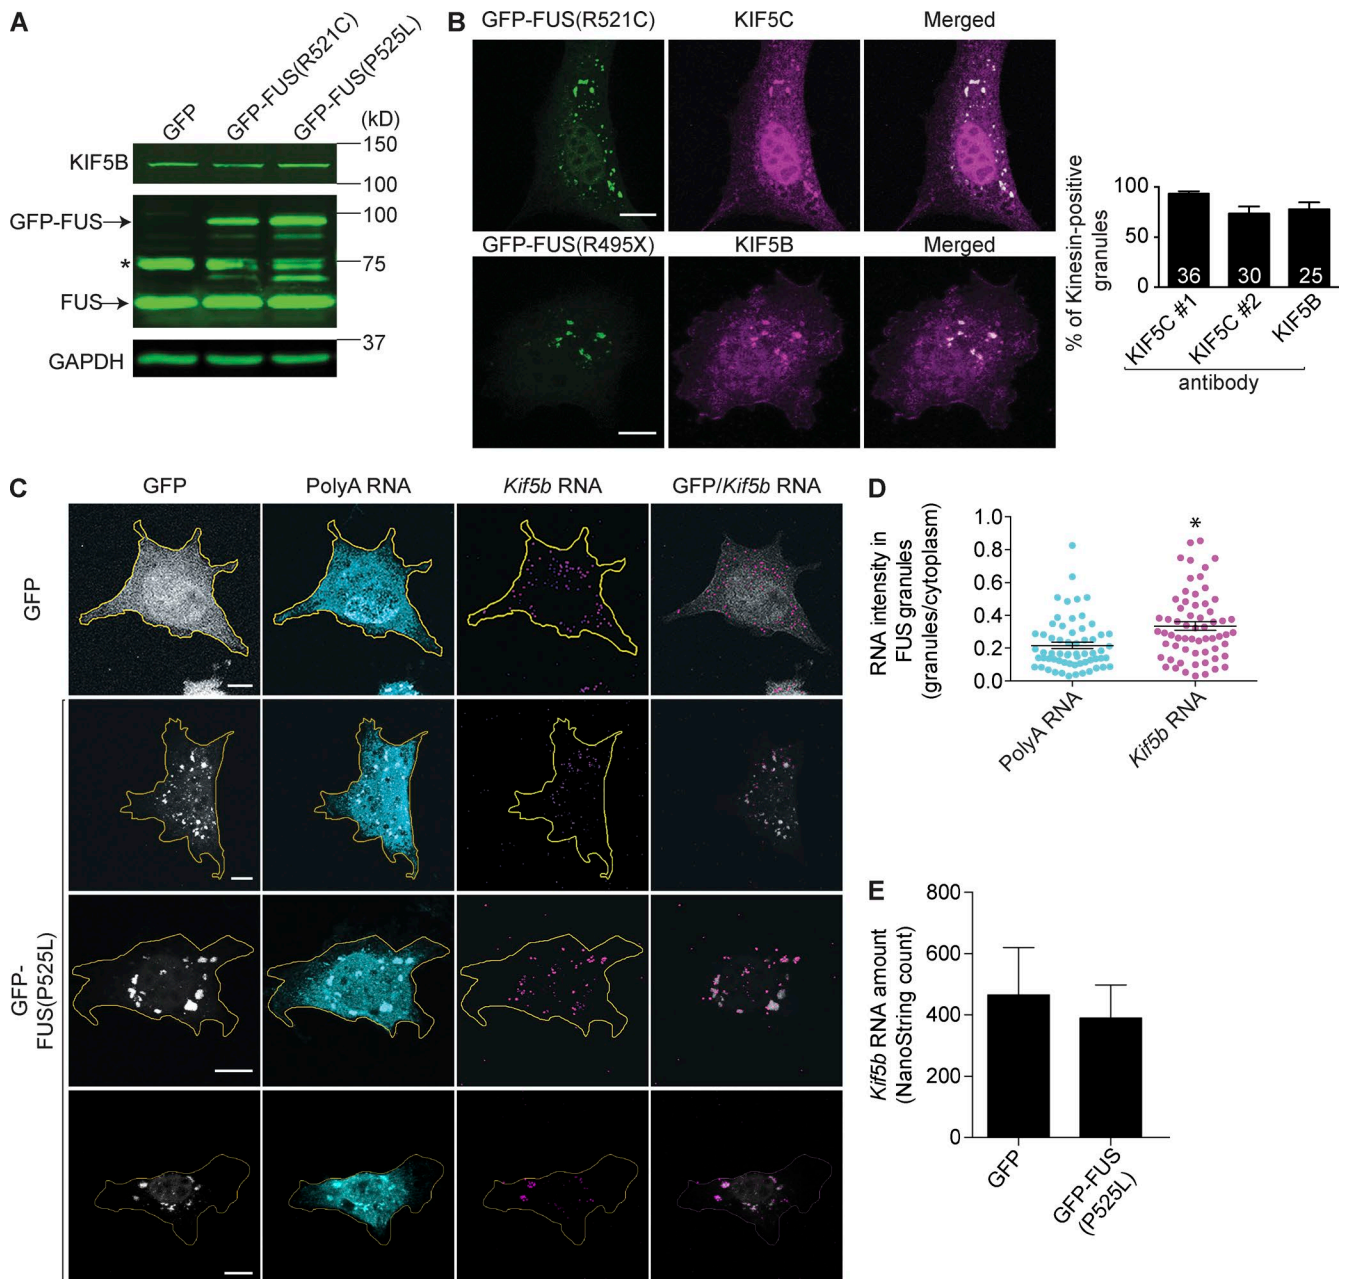 A
GFP
GFP-FUS(R521C)
GFP-FUS(P525L)
(kD)
KIF5B
150
100
GFP-FUS
100
*
75
FUS
37
GAPDH
B
GFP-FUS(R521C) KIF5C Merged
GFP-FUS(R495X) KIF5B Merged
% of Kinesin-positive
granules
100
50
0
36 30 25
KIF5C #1
KIF5C #2
KIF5B
antibody
C
GFP PolyA RNA Kif5b RNA GFP/Kif5b RNA
GFP
GFP-
FUS(P525L)
D
RNA intensity in
FUS granules
(granules/cytoplasm)
1.0
0.8
0.6
0.4
0.2
0.0
*
PolyA RNA
Kif5b RNA
E
Kif5b RNA amount
(NanoString count)
800
600
400
200
0
GFP
GFP-FUS
(P525L)